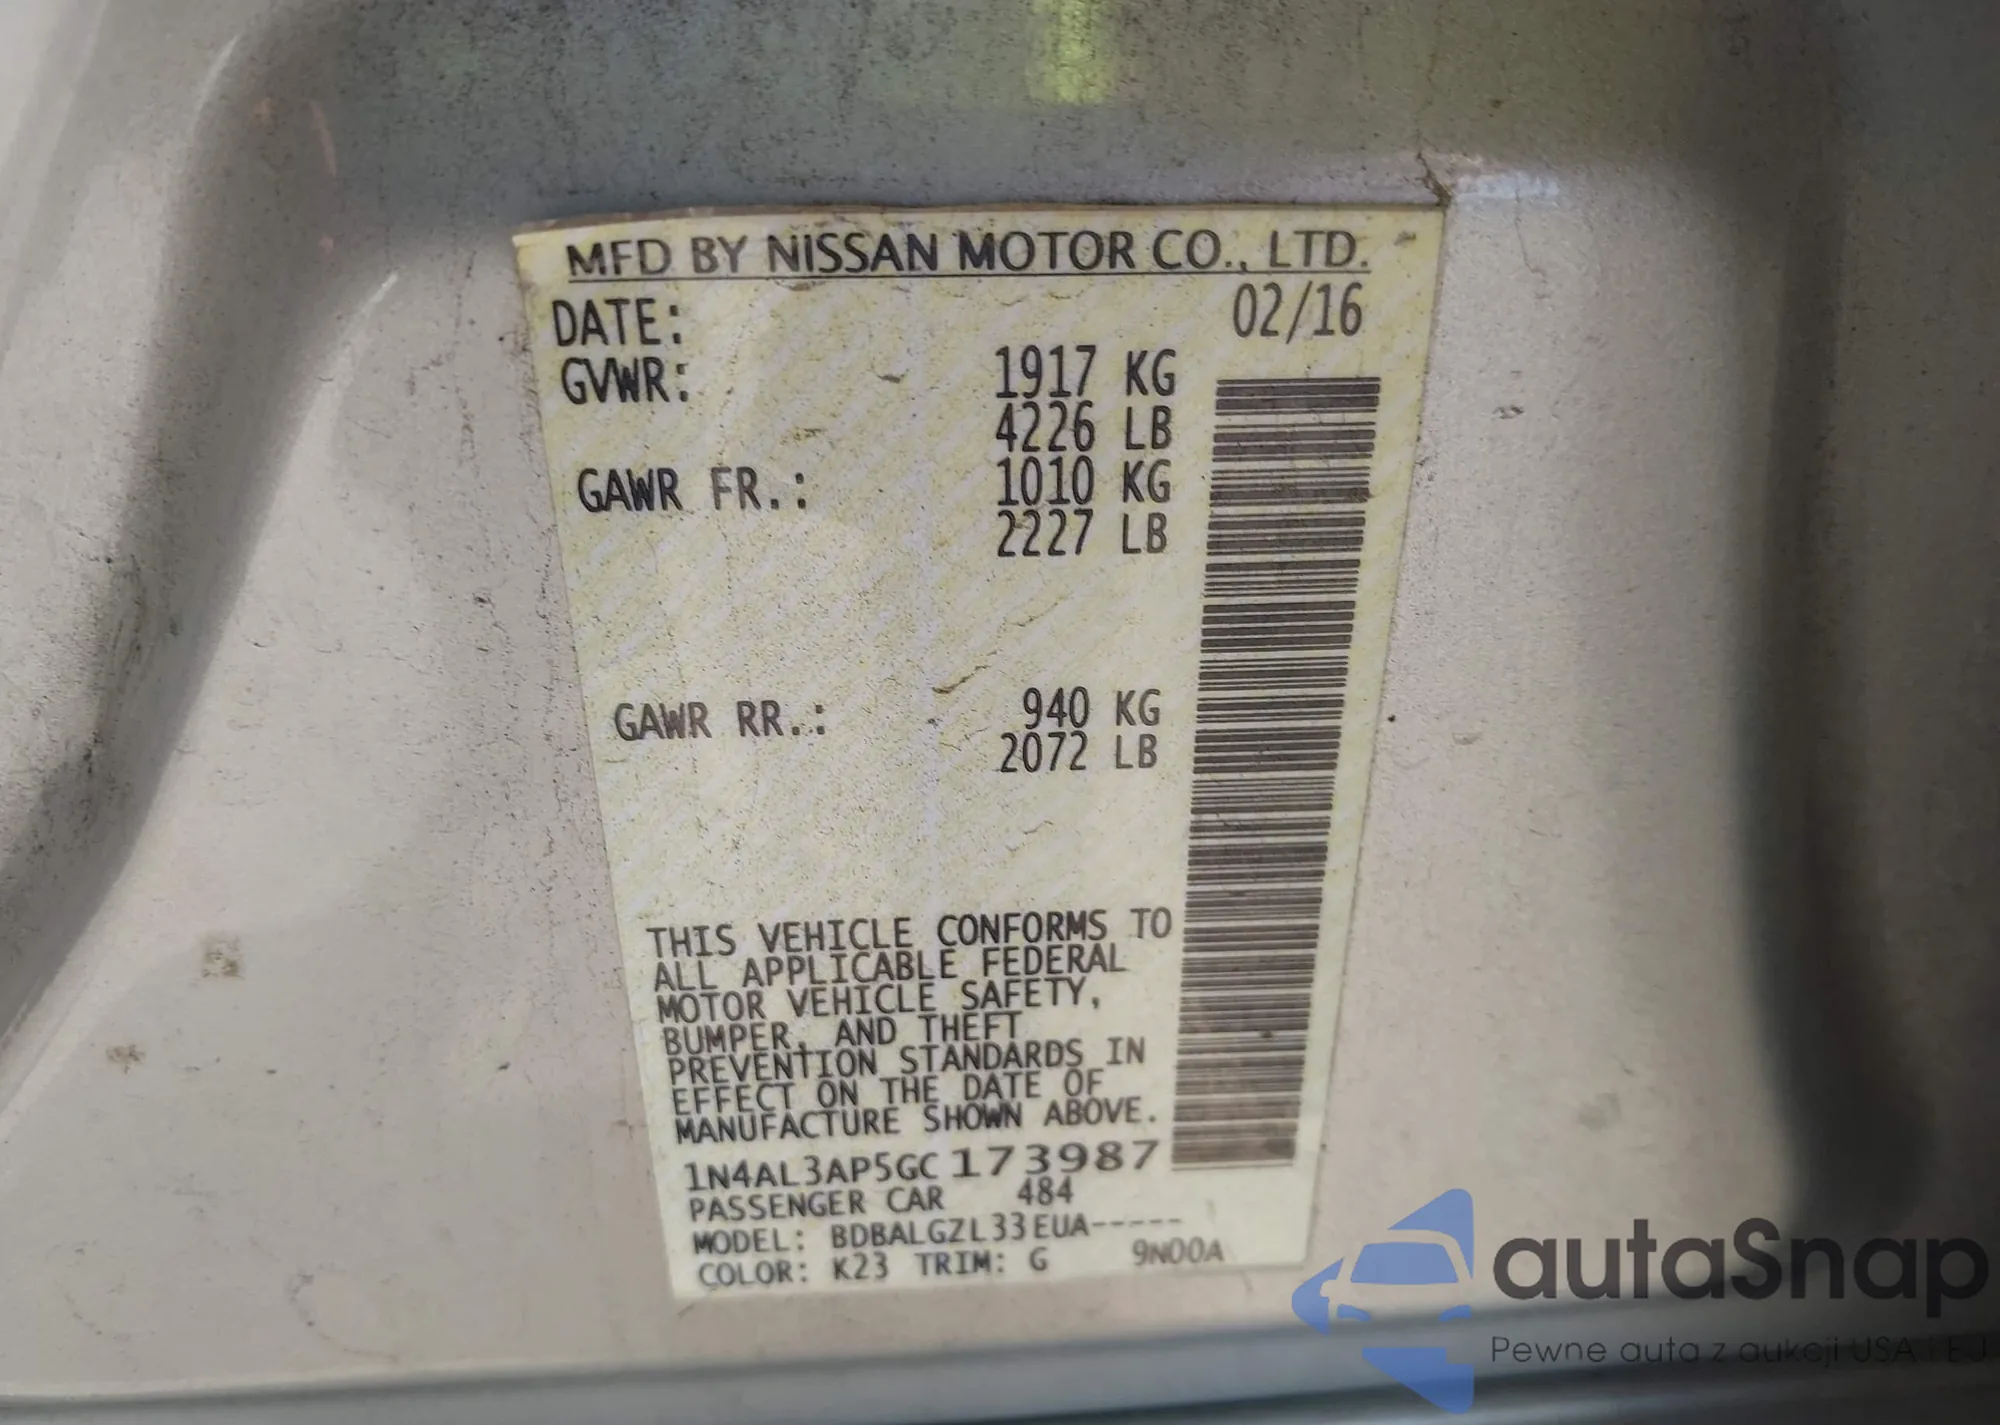 MFD BY NISSAN MOTOR CO., LTD.
DATE: 02/16
GVWR: 1917 KG
4226 LB
GAWR FR.: 1010 KG
2227 LB
GAWR RR.: 940 KG
2072 LB
THIS VEHICLE CONFORMS TO
ALL APPLICABLE FEDERAL
MOTOR VEHICLE SAFETY,
BUMPER, AND THEFT
PREVENTION STANDARDS IN
EFFECT ON THE DATE OF
MANUFACTURE SHOWN ABOVE.
1N4AL3AP5GC173987
PASSENGER CAR 484
MODEL: BDBALGZL33EUA-----
COLOR: K23 TRIM: G 9N00A
autaSnap
Pewne auta z aukcji USA i EJ